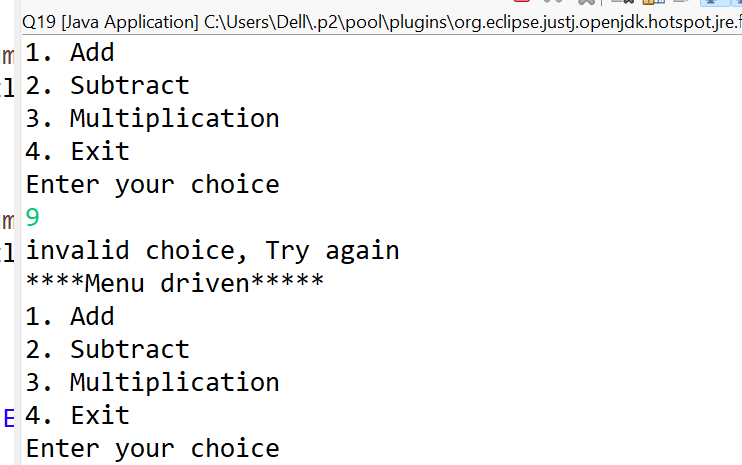 Q19 [Java Application] C:\Users\Dell\.p2\pool\plugins\org.eclipse.justj.openjdk.hotspot.jre.f
1. Add
2. Subtract
3. Multiplication
4. Exit
Enter your choice
9
invalid choice, Try again
****Menu driven*****
1. Add
2. Subtract
3. Multiplication
4. Exit
Enter your choice